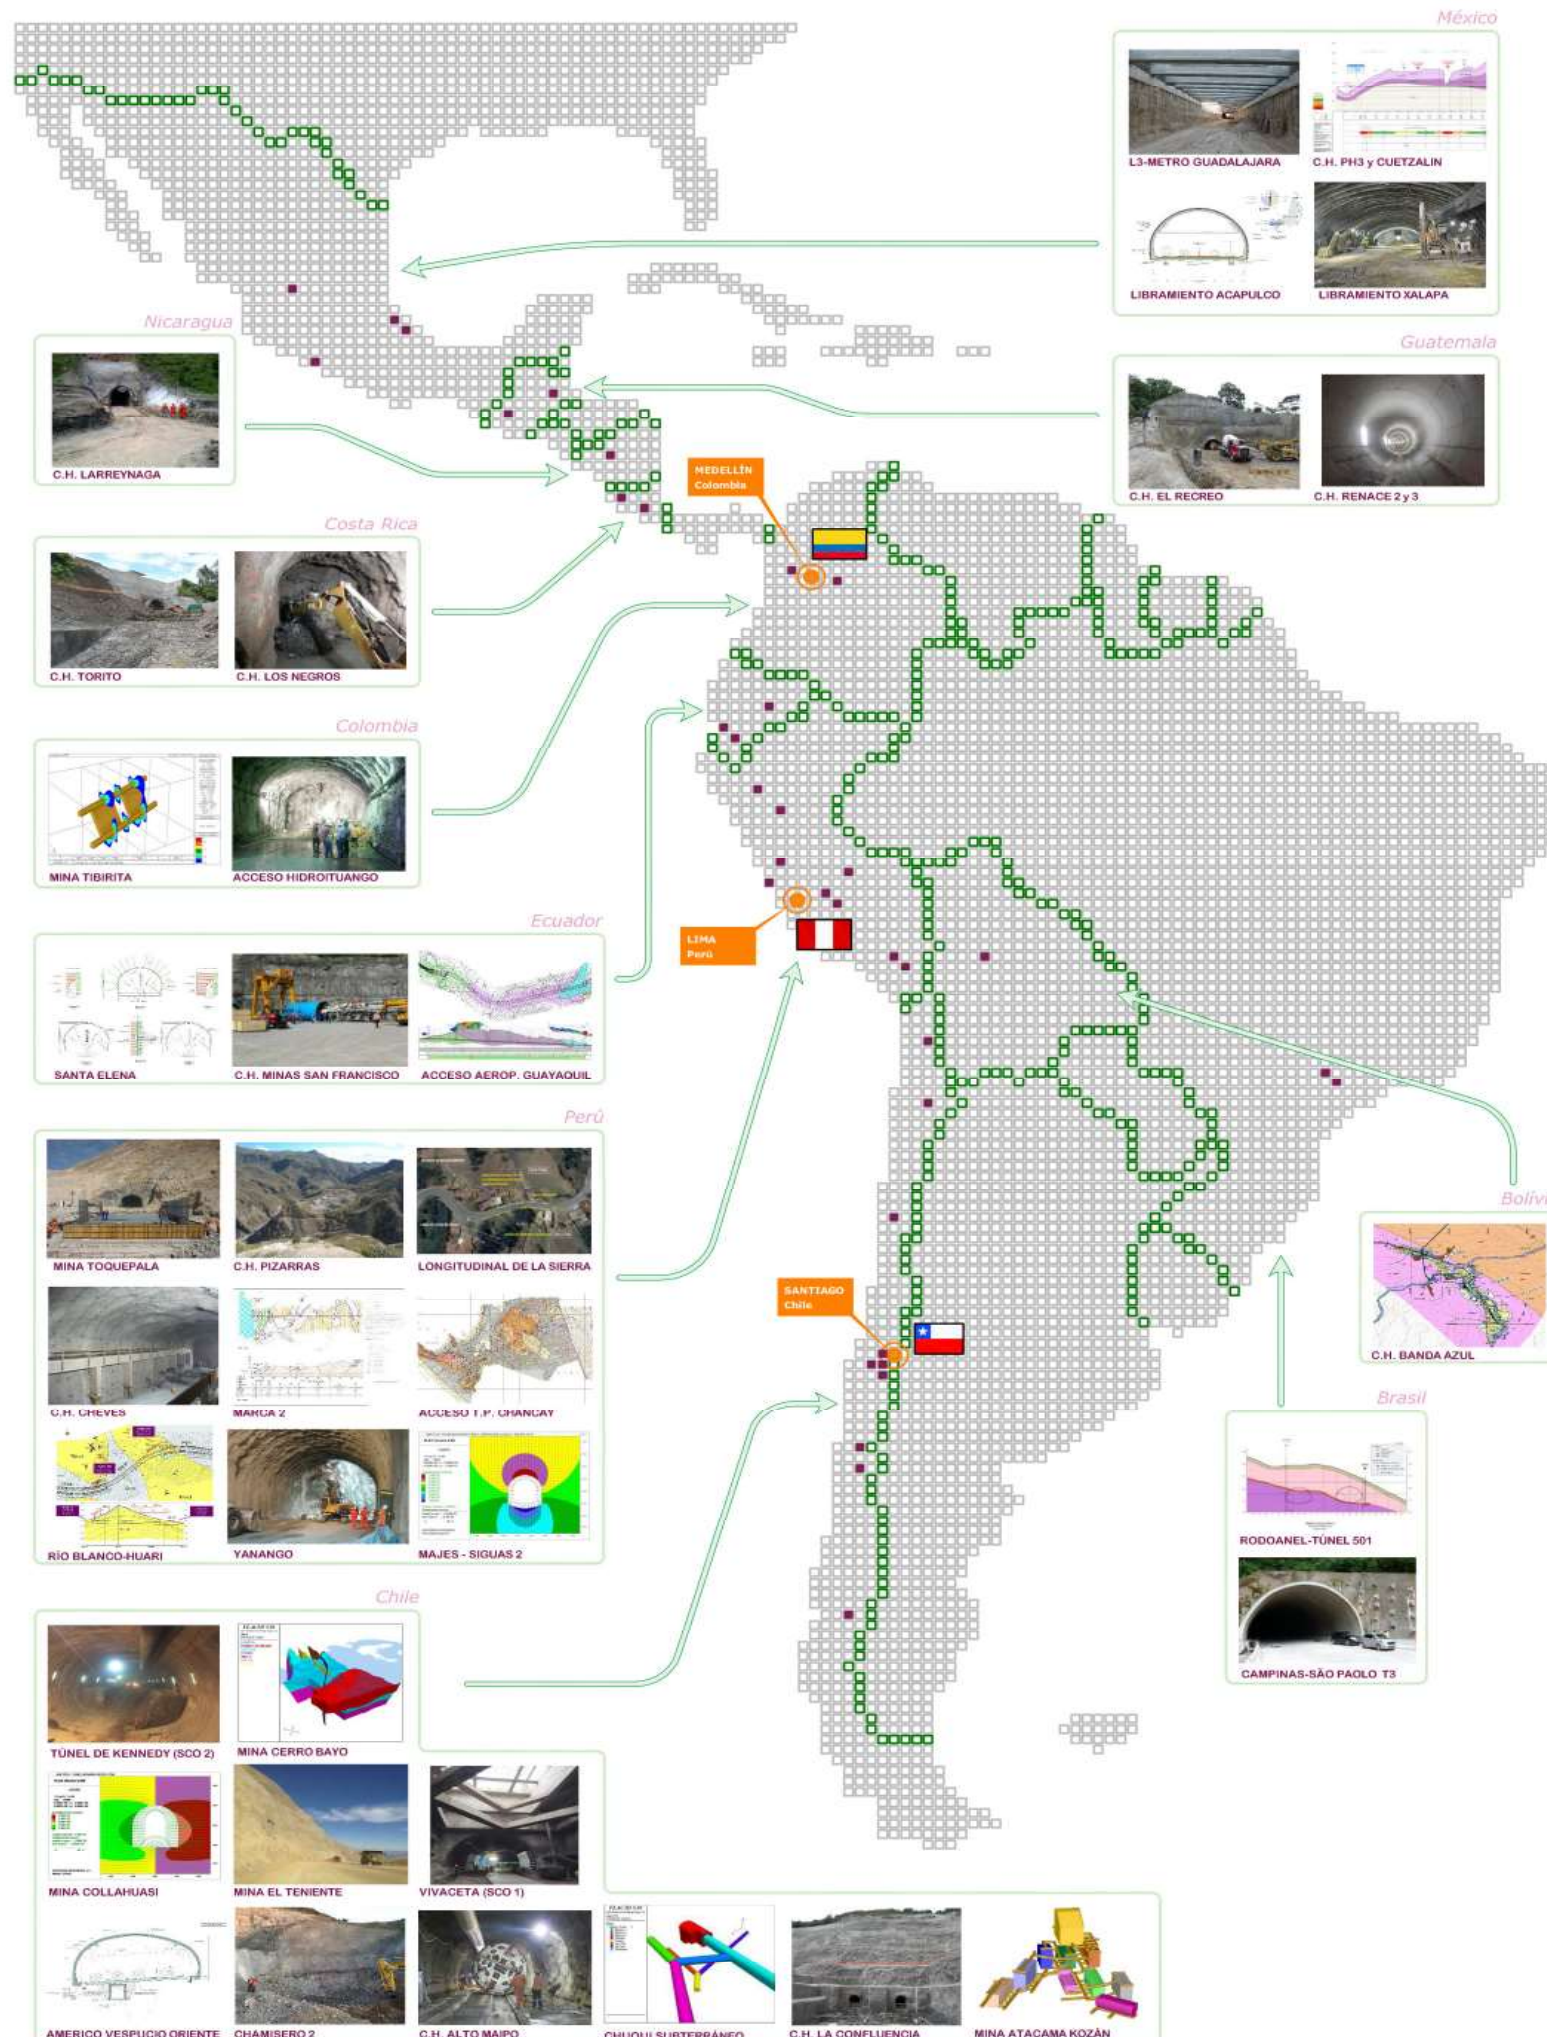 México
L3-METRO GUADALAJARA
C.H. PH3 y CUETZALIN
LIBRAMIENTO ACAPULCO
LIBRAMIENTO XALAPA
Nicaragua
C.H. LARREYNAGA
Guatemala
C.H. EL RECREO
C.H. RENACE 2 y 3
MEDELLÍN
Colombia
Costa Rica
C.H. TORITO
C.H. LOS NEGROS
Colombia
MINA TIBIRITA
ACCESO HIDROITUANGO
LIMA
Perú
Ecuador
SANTA ELENA
C.H. MINAS SAN FRANCISCO
ACCESO AEROP. GUAYAQUIL
Perú
MINA TOQUEPALA
C.H. PIZARRAS
LONGITUDINAL DE LA SIERRA
C.H. CHEVES
MARCA 2
ACCESO T.P. CHANCAY
RÍO BLANCO-HUARI
YANANGO
MAJES - SIGUAS 2
SANTIAGO
Chile
Bolivi
C.H. BANDA AZUL
Brasil
RODOANEL-TÚNEL 501
CAMPINAS-SÃO PAOLO T3
Chile
TÚNEL DE KENNEDY (SCO 2)
MINA CERRO BAYO
MINA COLLAHUASI
MINA EL TENIENTE
VIVACETA (SCO 1)
AMERICO VESPUCIO ORIENTE
CHAMISERO 2
C.H. ALTO MAIPO
CHUQUI SUBTERRÁNEO
C.H. LA CONFLUENCIA
MINA ATACAMA KOZÁN